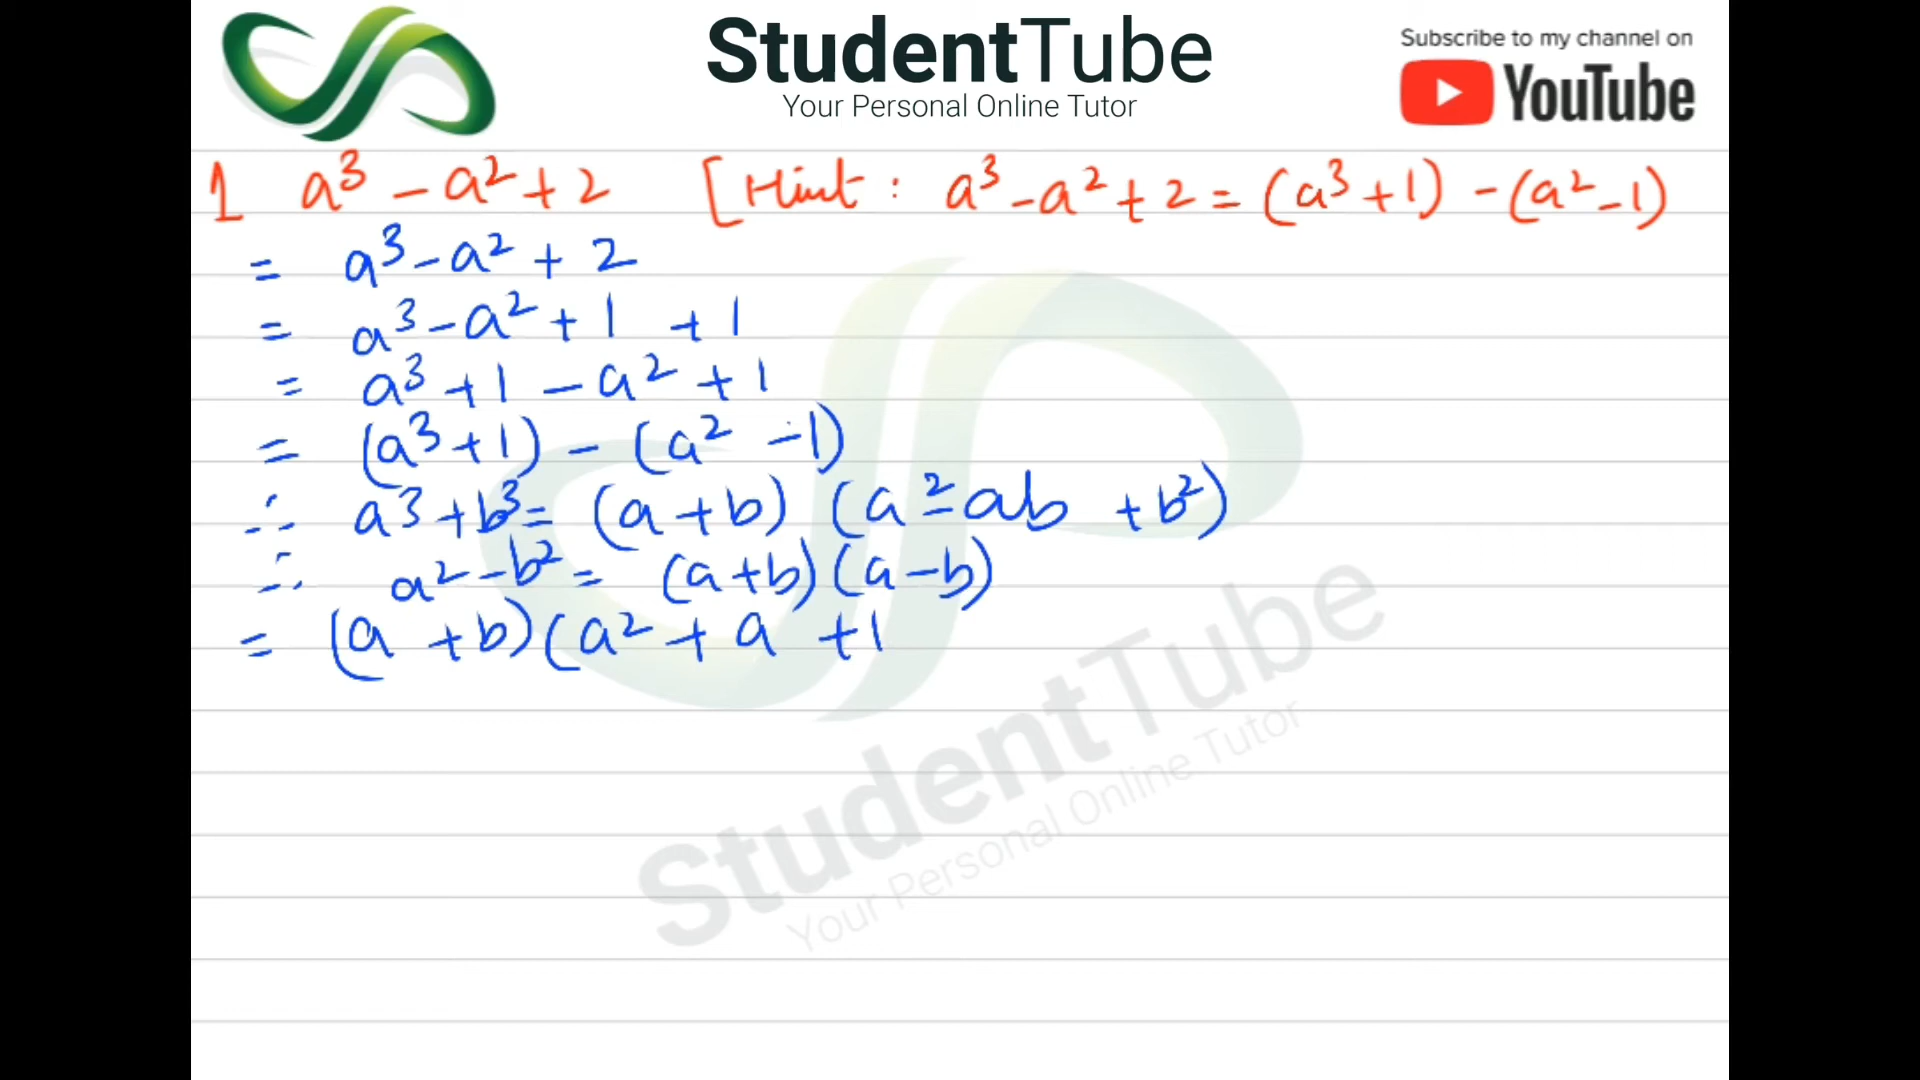 StudentTube
Your Personal Online Tutor
Subscribe to my channel on
YouTube
1 a³ - a² + 2 [Hint : a³ - a² + 2 = (a³ + 1) - (a² - 1)
= a³ - a² + 2
= a³ - a² + 1 + 1
= a³ + 1 - a² + 1
= (a³ + 1) - (a² - 1)
∴ a³ + b³ = (a + b) (a² - ab + b²)
∴ a² - b² = (a + b) (a - b)
= (a + b) (a² + a + 1
StudentTube
Your Personal Online Tutor